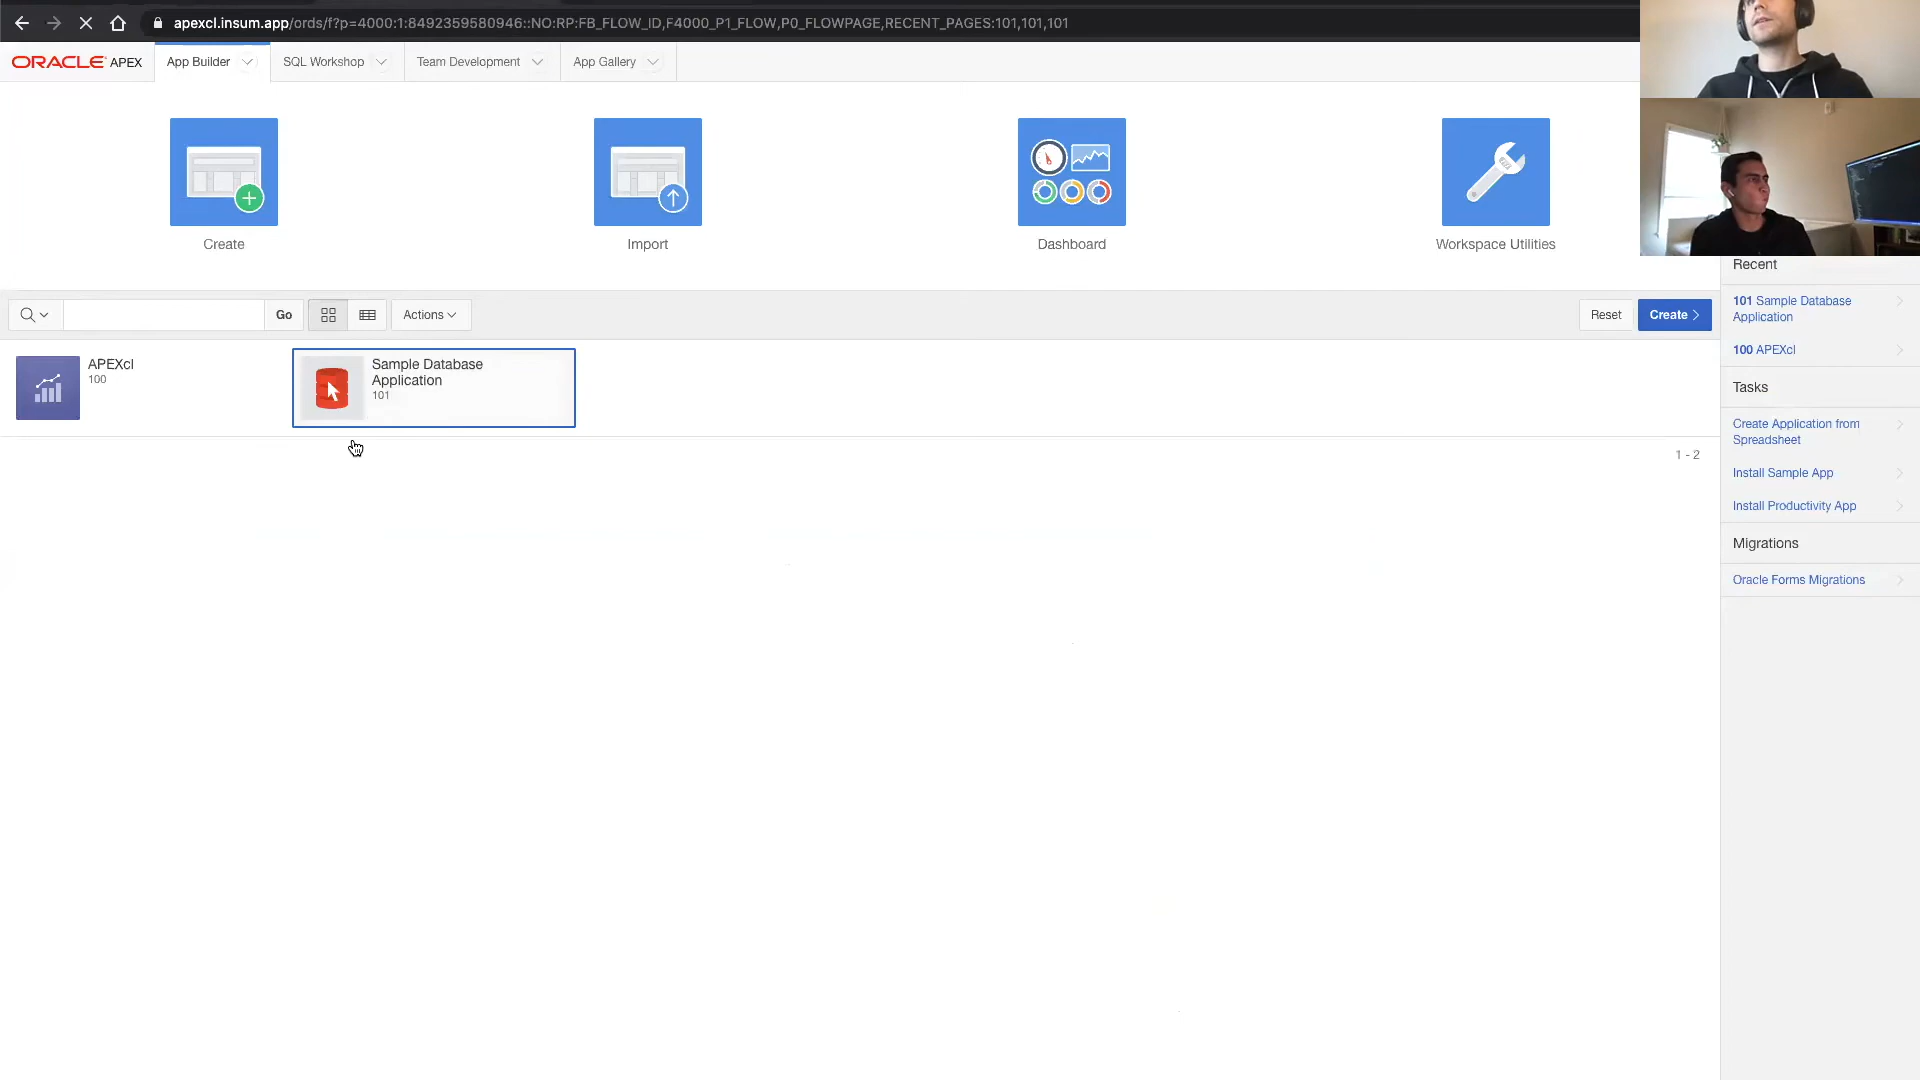 apexcl.insum.app/ords/f?p=4000:1:8492359580946::NO:RP:FB_FLOW_ID,F4000_P1_FLOW,P0_FLOWPAGE,RECENT_PAGES:101,101,101
ORACLE APEX App Builder SQL Workshop Team Development App Gallery
Create Import Dashboard Workspace Utilities
Go Actions Reset Create
APEXcl
100
Sample Database
Application
101
1 - 2
Recent
101 Sample Database
Application
100 APEXcl
Tasks
Create Application from
Spreadsheet
Install Sample App
Install Productivity App
Migrations
Oracle Forms Migrations